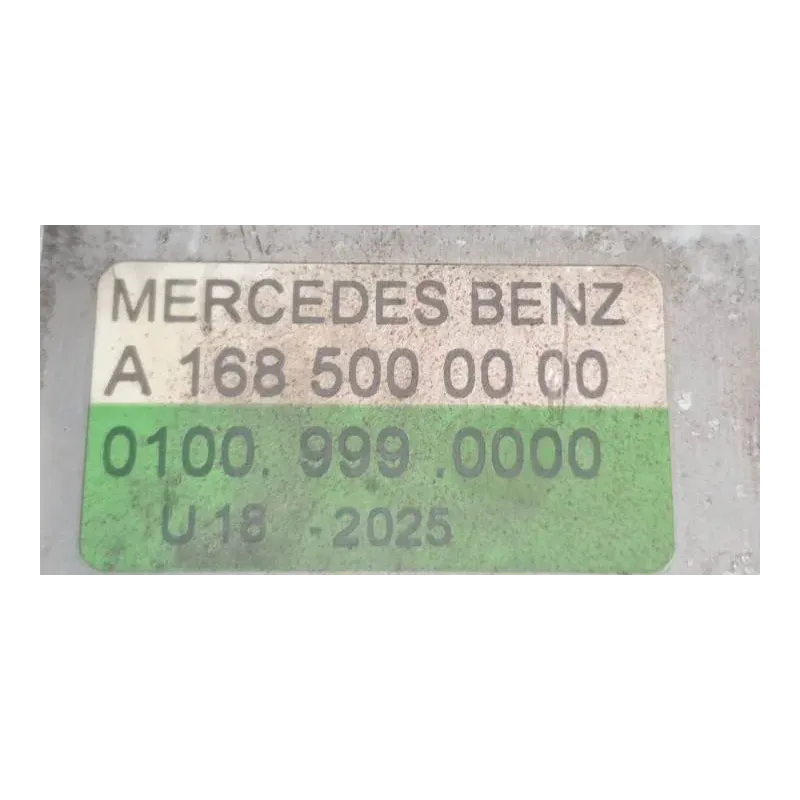 MERCEDES BENZ
A 168 500 00 00
0100. 999 .0000
U 18 - 2025